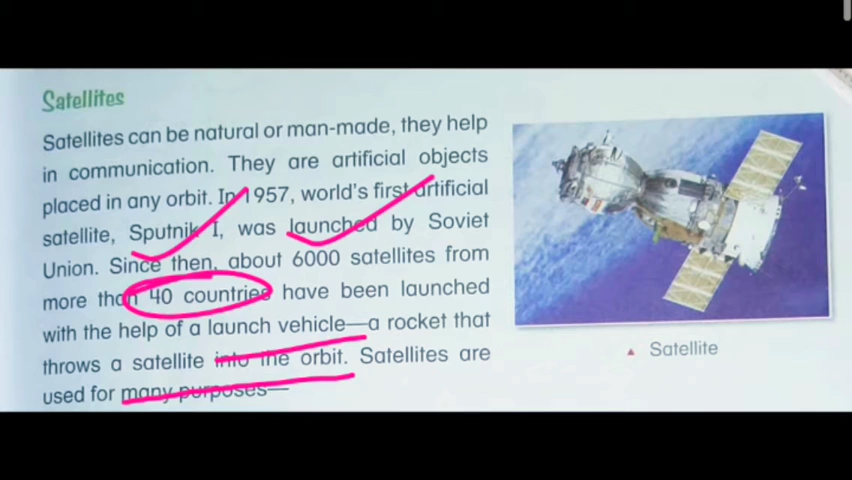 Satellites
Satellites can be natural or man-made, they help
in communication. They are artificial objects
placed in any orbit. In 1957, world's first artificial
satellite, Sputnik I, was launched by Soviet
Union. Since then, about 6000 satellites from
more than 40 countries have been launched
with the help of a launch vehicle—a rocket that
throws a satellite into the orbit. Satellites are
used for many purposes—
▲ Satellite